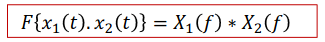 F{x₁(t).x₂(t)} = X₁(f) ∗ X₂(f)